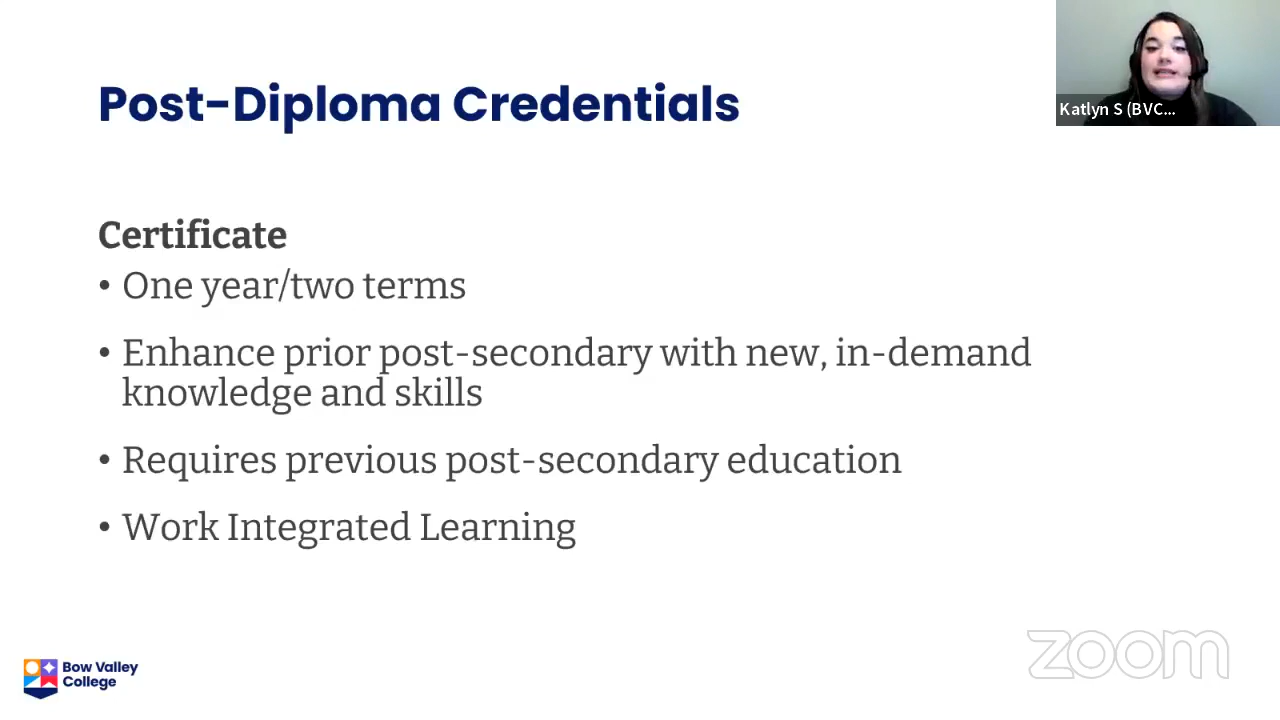 Post-Diploma Credentials
Katlyn S (BVC...
Certificate
• One year/two terms
• Enhance prior post-secondary with new, in-demand
knowledge and skills
• Requires previous post-secondary education
• Work Integrated Learning
Bow Valley
College
zoom